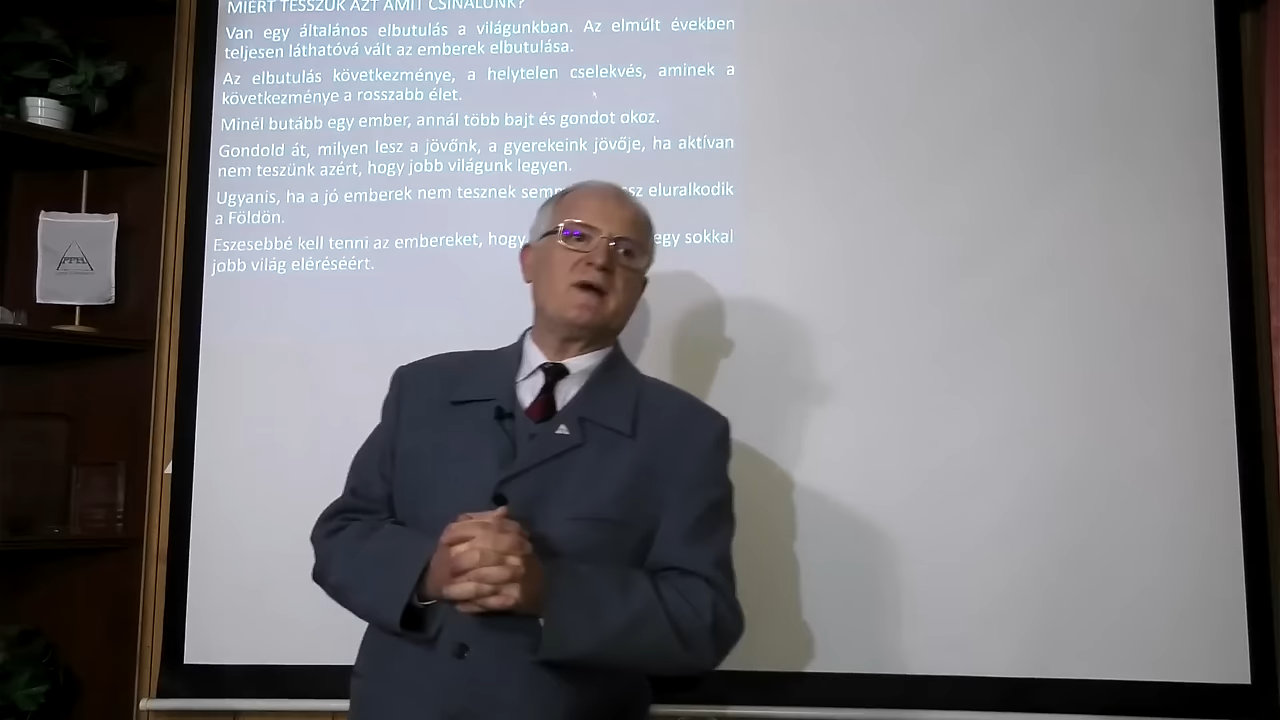 MIÉRT TESSZÜK AZT AMIT CSINÁLUNK?
Van egy általános elbutulás a világunkban. Az elmúlt években
teljesen láthatóvá vált az emberek elbutulása.
Az elbutulás következménye, a helytelen cselekvés, aminek a
következménye a rosszabb élet.
Minél butább egy ember, annál több bajt és gondot okoz.
Gondold át, milyen lesz a jövőnk, a gyerekeink jövője, ha aktívan
nem teszünk azért, hogy jobb világunk legyen.
Ugyanis, ha a jó emberek nem tesznek eluralkodik
a Földön.
Eszesebbé kell tenni az embereket, hogy egy sokkal
jobb világ eléréséért.